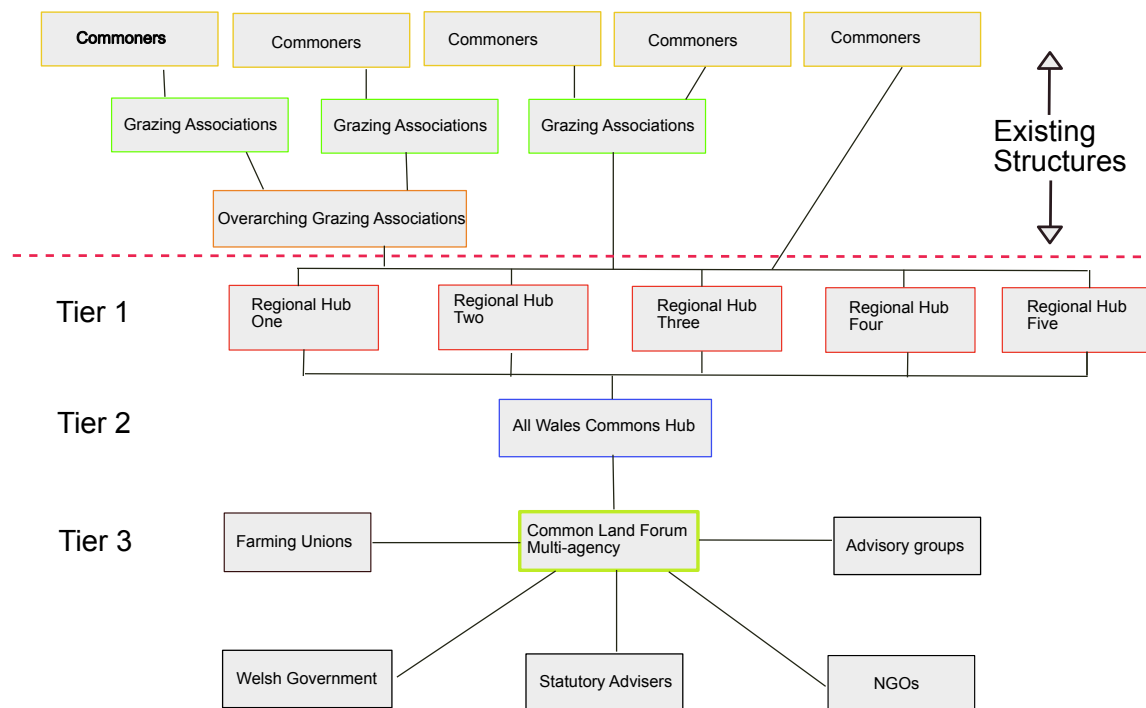 Commoners
Commoners
Commoners
Commoners
Commoners
Grazing Associations
Grazing Associations
Grazing Associations
Existing
Structures
Overarching Grazing Associations
Tier 1
Regional Hub
One
Regional Hub
Two
Regional Hub
Three
Regional Hub
Four
Regional Hub
Five
Tier 2
All Wales Commons Hub
Tier 3
Farming Unions
Common Land Forum
Multi-agency
Advisory groups
Welsh Government
Statutory Advisers
NGOs